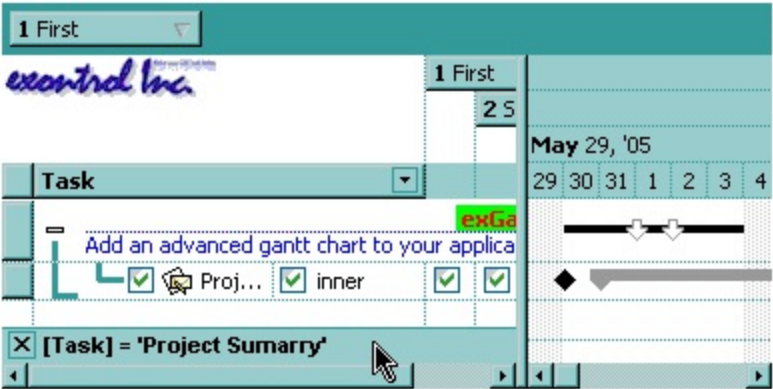 1 First
exontrol Inc.
1 First
2 S
May 29, '05
Task
29 30 31 1 2 3 4
exGa
Add an advanced gantt chart to your applica
Proj... inner
[Task] = 'Project Sumarry'